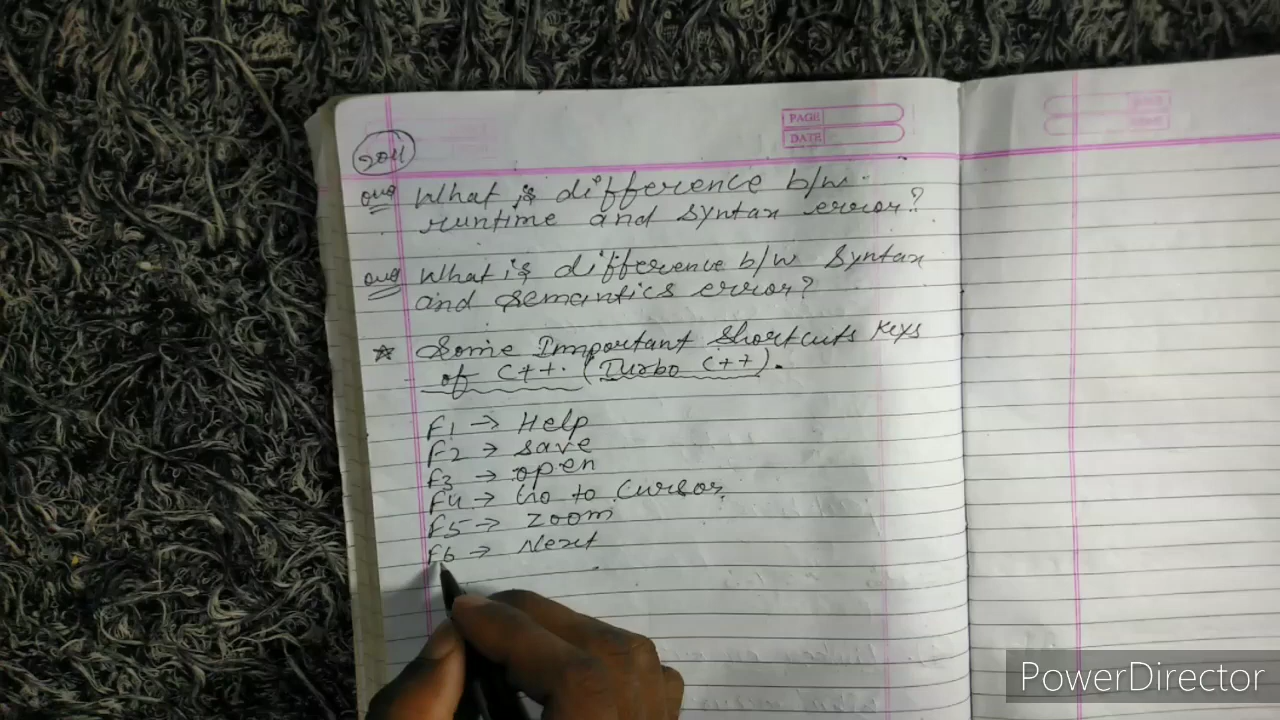 PAGE
DATE
2011
Que What is difference b/w
runtime and syntax error?
Que What is difference b/w syntax
and semantics error?
☆ Some Important Shortcuts Keys
of C++. (Turbo C++).
F1 → Help
F2 → save
F3 → open
F4 → Go to Cursor
F5 → Zoom
F6 → Next
PowerDirector